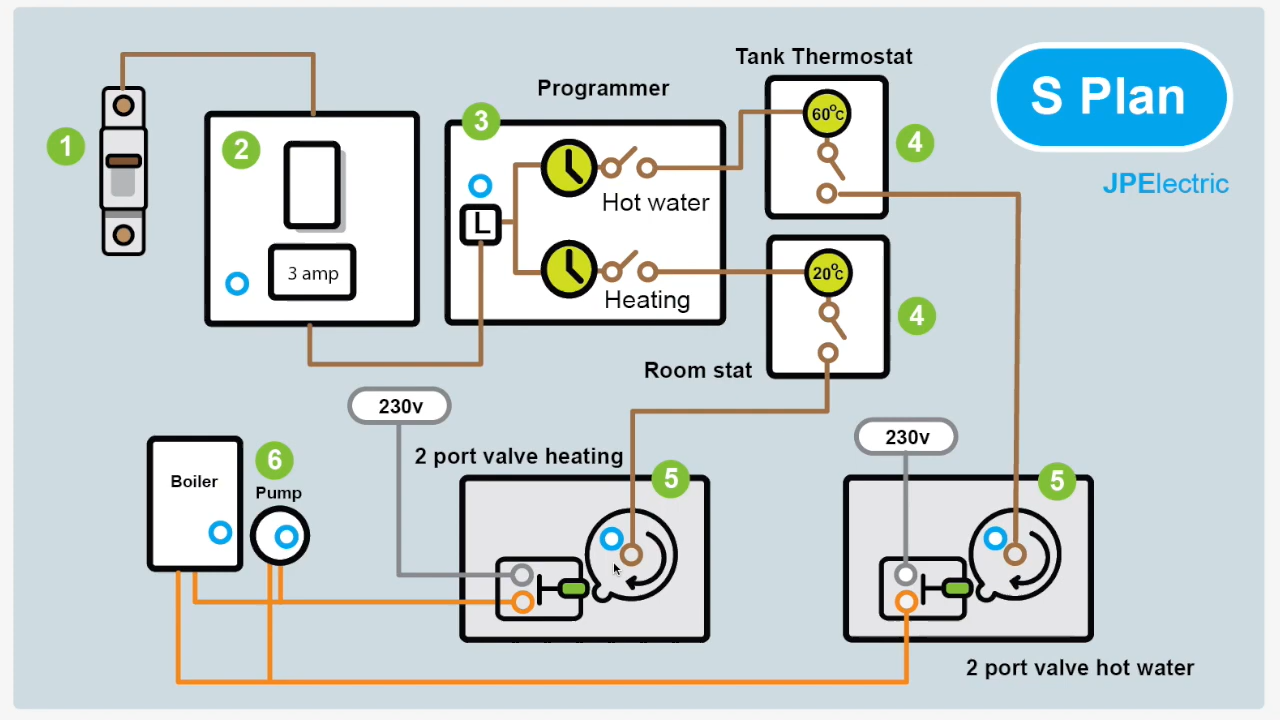 Tank Thermostat
S Plan
JPElectric
Programmer
1
2
3
4
60°C
Hot water
L
3 amp
20°C
Heating
4
Room stat
230v
230v
2 port valve heating
5
5
Boiler
6
Pump
2 port valve hot water